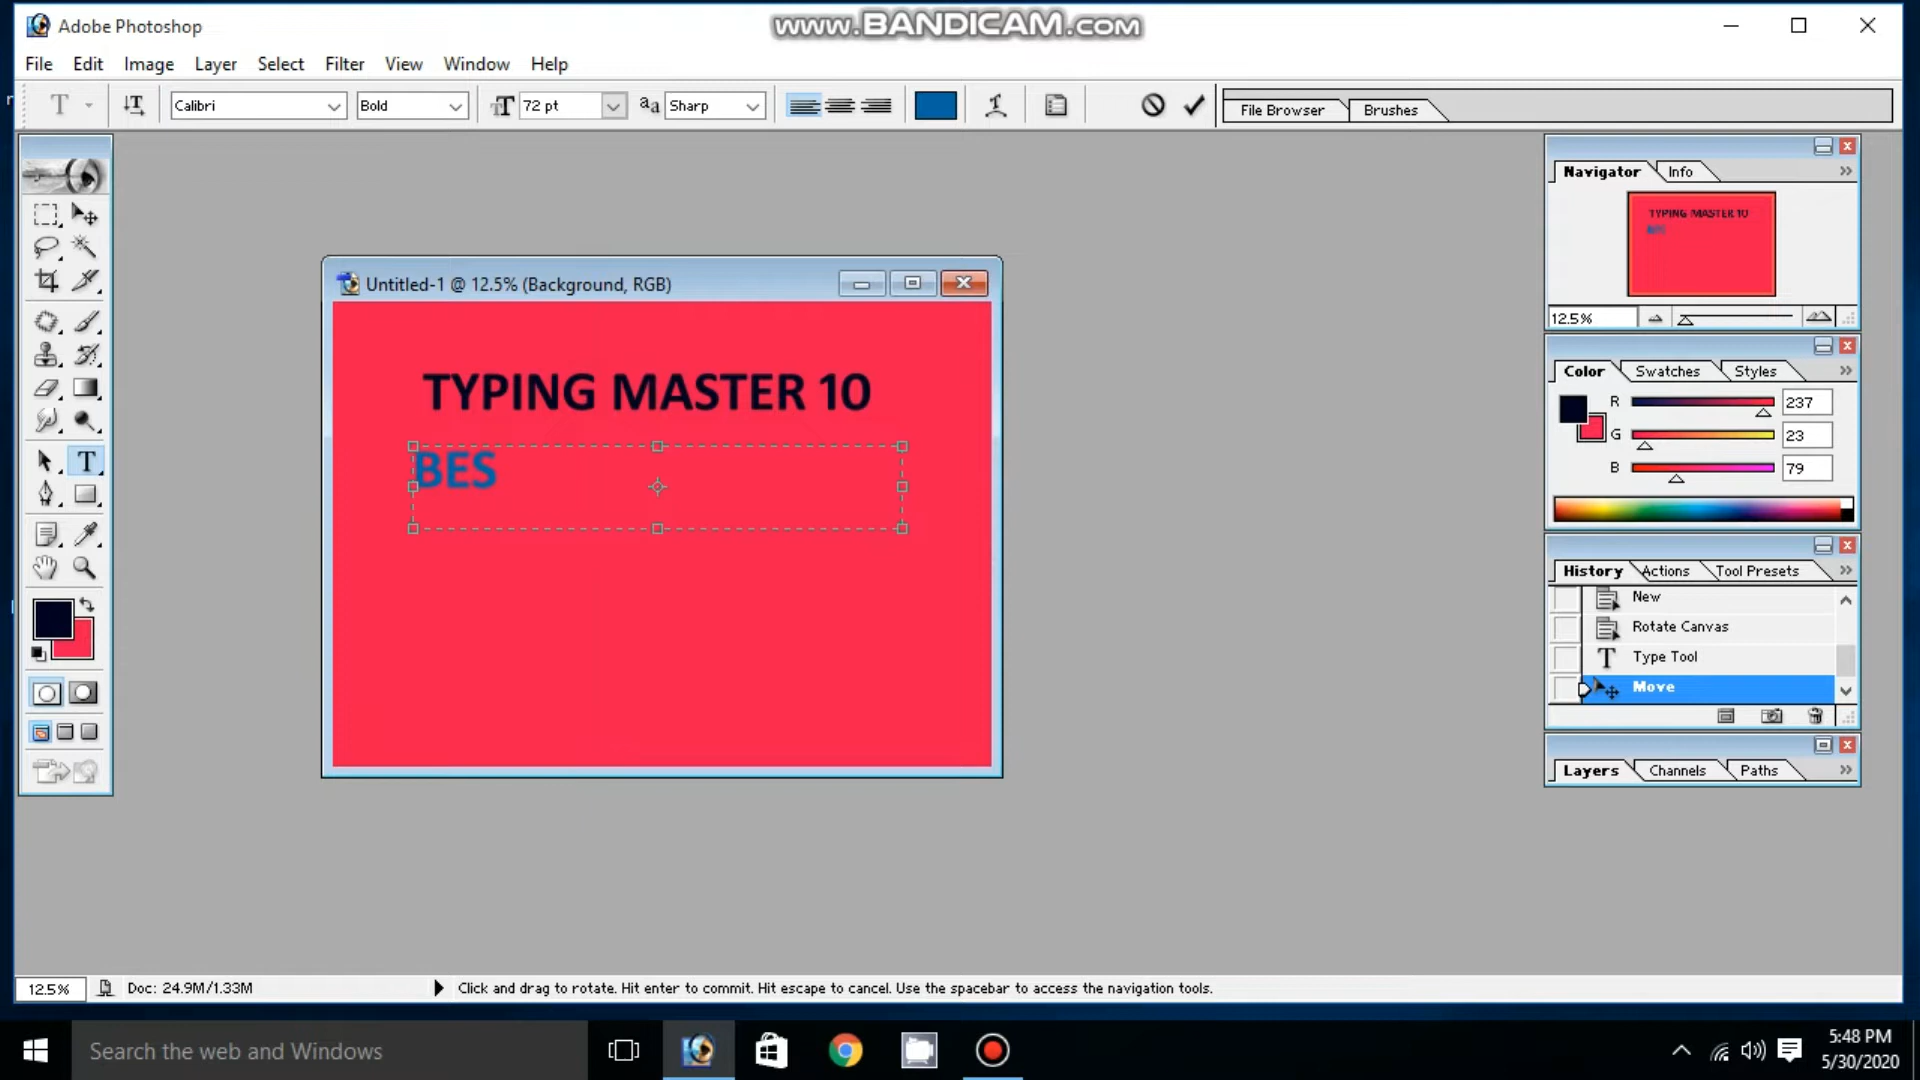 www.BANDICAM.com
Adobe Photoshop
File Edit Image Layer Select Filter View Window Help
T T Calibri Bold T 72 pt aa Sharp File Browser Brushes
Navigator Info
TYPING MASTER 10
BES
12.5%
Untitled-1 @ 12.5% (Background, RGB)
TYPING MASTER 10
BES
Color Swatches Styles
R 237
G 23
B 79
History Actions Tool Presets
New
Rotate Canvas
T Type Tool
Move
Layers Channels Paths
T
12.5% Doc: 24.9M/1.33M Click and drag to rotate. Hit enter to commit. Hit escape to cancel. Use the spacebar to access the navigation tools.
Search the web and Windows
5:48 PM
5/30/2020